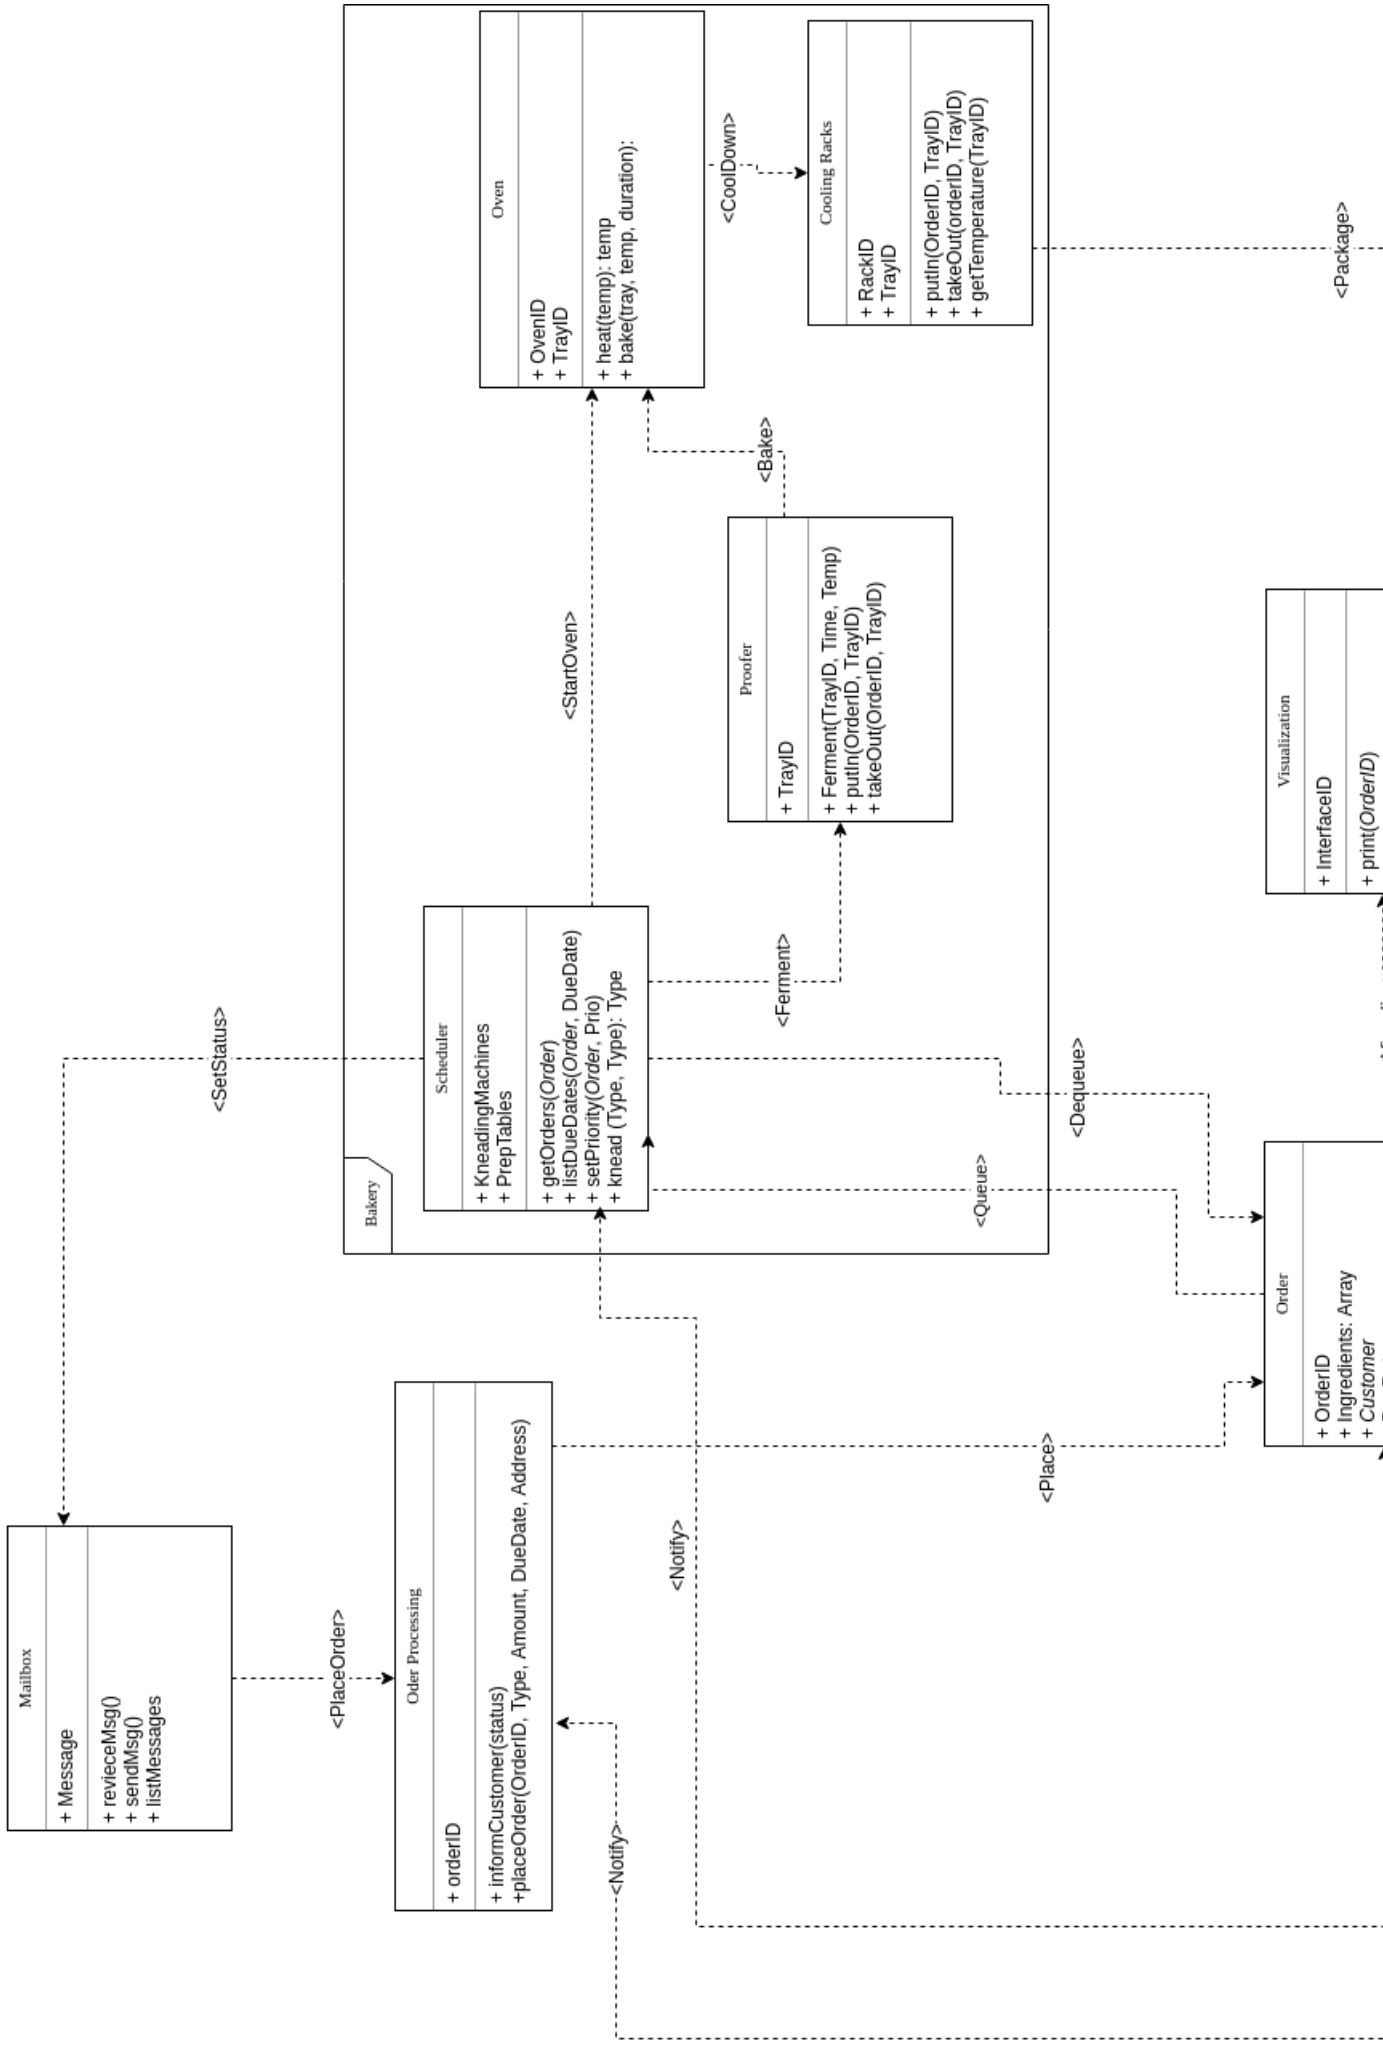 Mailbox
+ Message
+ revieceMsg()
+ sendMsg()
+ listMessages
<SetStatus>
<PlaceOrder>
Bakery
Oder Processing
+ orderID
+ informCustomer(status)
+placeOrder(OrderID, Type, Amount, DueDate, Address)
Scheduler
+ KneadingMachines
+ PrepTables
+ getOrders(Order)
+ listDueDates(Order, DueDate)
+ setPriority(Order, Prio)
+ knead (Type, Type): Type
Oven
+ OvenID
+ TrayID
+ heat(temp): temp
+ bake(tray, temp, duration):
<StartOven>
<Notify>
<Notify>
<CoolDown>
<Bake>
<Ferment>
Proofer
+ TrayID
+ Ferment(TrayID, Time, Temp)
+ putIn(OrderID, TrayID)
+ takeOut(OrderID, TrayID)
Cooling Racks
+ RackID
+ TrayID
+ putIn(OrderID, TrayID)
+ takeOut(orderID, TrayID)
+ getTemperature(TrayID)
<Queue>
<Place>
<Dequeue>
<Package>
Order
+ OrderID
+ Ingredients: Array
+ Customer
Visualization
+ InterfaceID
+ print(OrderID)